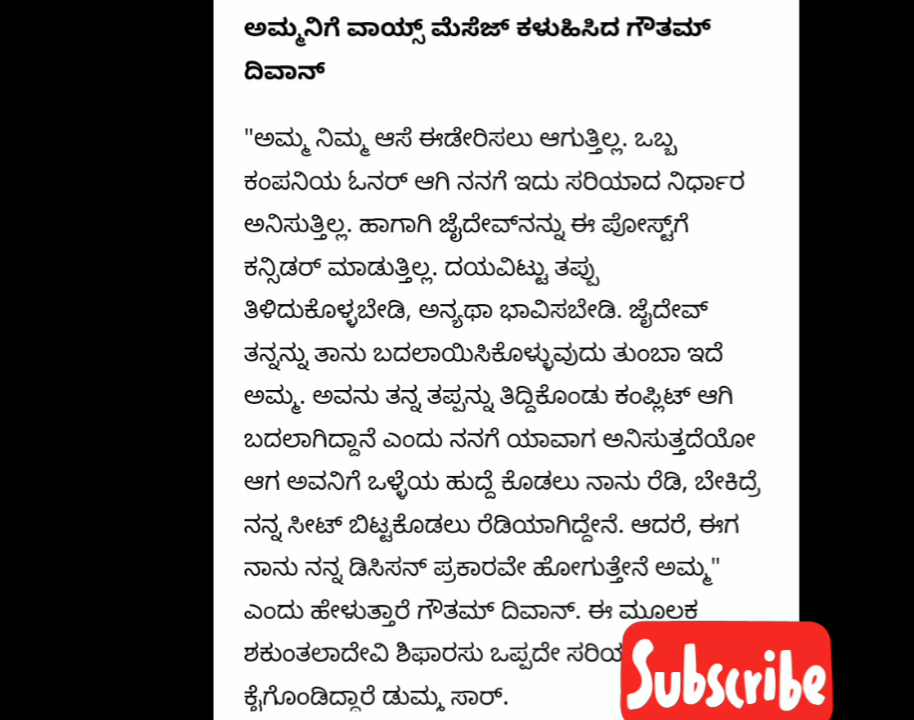 ಅಮ್ಮನಿಗೆ ವಾಯ್ಸ್ ಮೆಸೆಜ್ ಕಳುಹಿಸಿದ ಗೌತಮ್
ದಿವಾನ್
"ಅಮ್ಮ ನಿಮ್ಮ ಆಸೆ ಈಡೇರಿಸಲು ಆಗುತ್ತಿಲ್ಲ. ಒಬ್ಬ
ಕಂಪನಿಯ ಓನರ್ ಆಗಿ ನನಗೆ ಇದು ಸರಿಯಾದ ನಿರ್ಧಾರ
ಅನಿಸುತ್ತಿಲ್ಲ. ಹಾಗಾಗಿ ಜೈದೇವ್‌ನನ್ನು ಈ ಪೋಸ್ಟ್‌ಗೆ
ಕನ್ಸಿಡರ್ ಮಾಡುತ್ತಿಲ್ಲ. ದಯವಿಟ್ಟು ತಪ್ಪು
ತಿಳಿದುಕೊಳ್ಳಬೇಡಿ, ಅನ್ಯಥಾ ಭಾವಿಸಬೇಡಿ. ಜೈದೇವ್
ತನ್ನನ್ನು ತಾನು ಬದಲಾಯಿಸಿಕೊಳ್ಳುವುದು ತುಂಬಾ ಇದೆ
ಅಮ್ಮ. ಅವನು ತನ್ನ ತಪ್ಪನ್ನು ತಿದ್ದಿಕೊಂಡು ಕಂಪ್ಲಿಟ್ ಆಗಿ
ಬದಲಾಗಿದ್ದಾನೆ ಎಂದು ನನಗೆ ಯಾವಾಗ ಅನಿಸುತ್ತದೆಯೋ
ಆಗ ಅವನಿಗೆ ಒಳ್ಳೆಯ ಹುದ್ದೆ ಕೊಡಲು ನಾನು ರೆಡಿ, ಬೇಕಿದ್ರೆ
ನನ್ನ ಸೀಟ್ ಬಿಟ್ಟಕೊಡಲು ರೆಡಿಯಾಗಿದ್ದೇನೆ. ಆದರೆ, ಈಗ
ನಾನು ನನ್ನ ಡಿಸಿಸನ್ ಪ್ರಕಾರವೇ ಹೋಗುತ್ತೇನೆ ಅಮ್ಮ"
ಎಂದು ಹೇಳುತ್ತಾರೆ ಗೌತಮ್ ದಿವಾನ್. ಈ ಮೂಲಕ
ಶಕುಂತಲಾದೇವಿ ಶಿಫಾರಸು ಒಪ್ಪದೇ
ಕೈಗೊಂಡಿದ್ದಾರೆ ಡುಮ್ಮ ಸಾರ್.
Subscribe